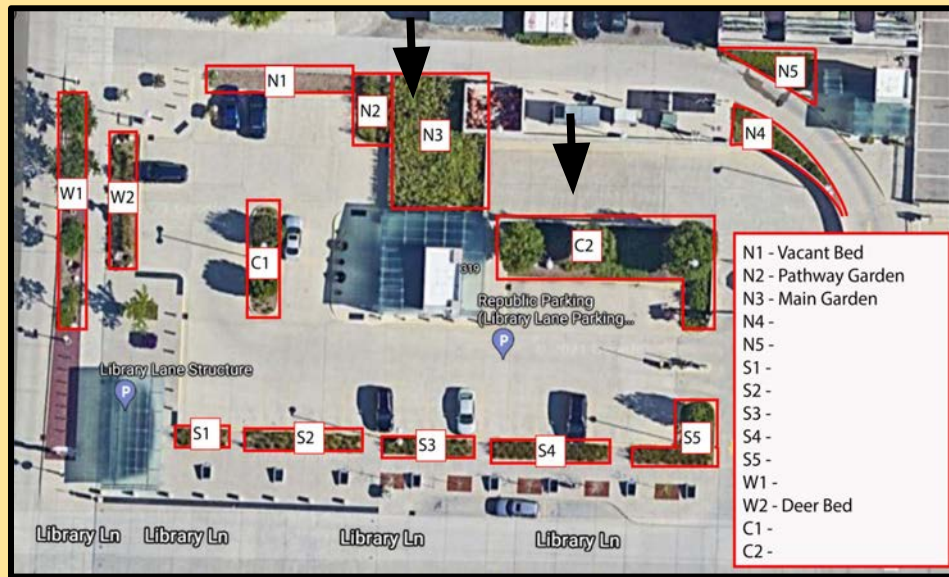 N1
N2
N3
N5
N4
W1
W2
C1
C2
319
Republic Parking
(Library Lane Parking...
Library Lane Structure
P
P
S1
S2
S3
S4
S5
Library Ln
Library Ln
Library Ln
Library Ln
N1 - Vacant Bed
N2 - Pathway Garden
N3 - Main Garden
N4 -
N5 -
S1 -
S2 -
S3 -
S4 -
S5 -
W1 -
W2 - Deer Bed
C1 -
C2 -